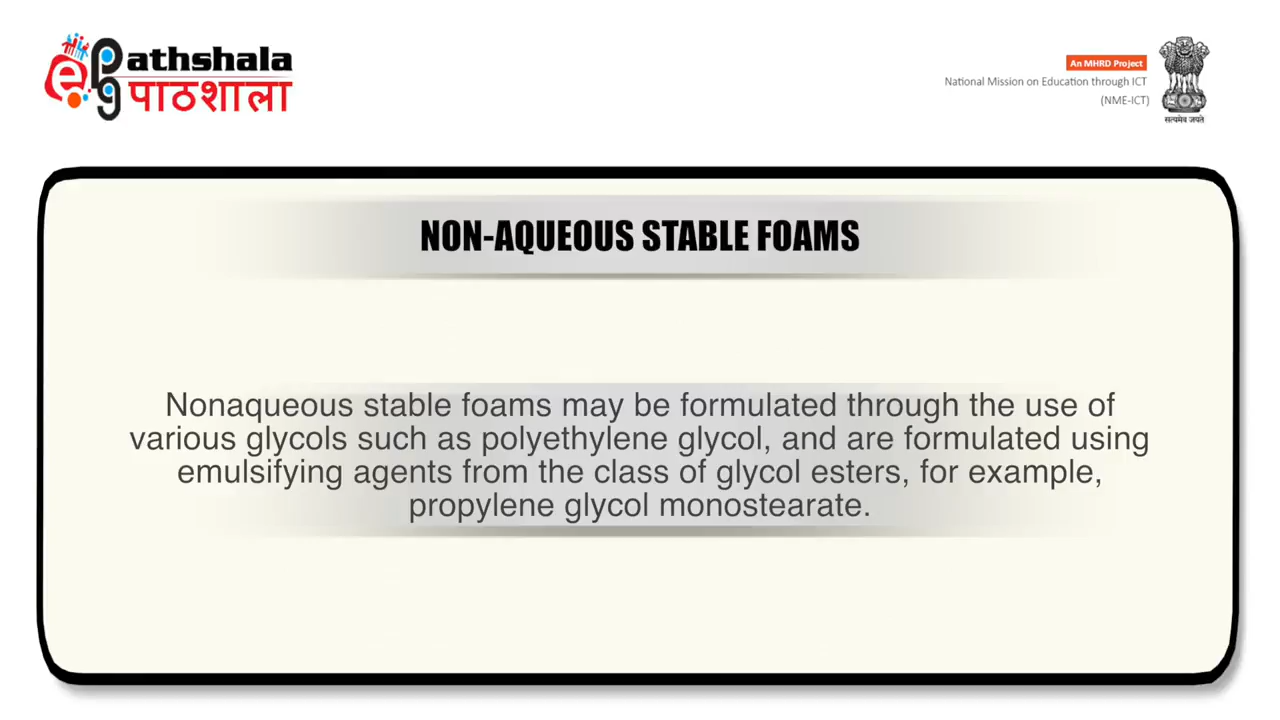 e Pathshala
pg पाठशाला
An MHRD Project
National Mission on Education through ICT
(NME-ICT)
सत्यमेव जयते
NON-AQUEOUS STABLE FOAMS
Nonaqueous stable foams may be formulated through the use of
various glycols such as polyethylene glycol, and are formulated using
emulsifying agents from the class of glycol esters, for example,
propylene glycol monostearate.